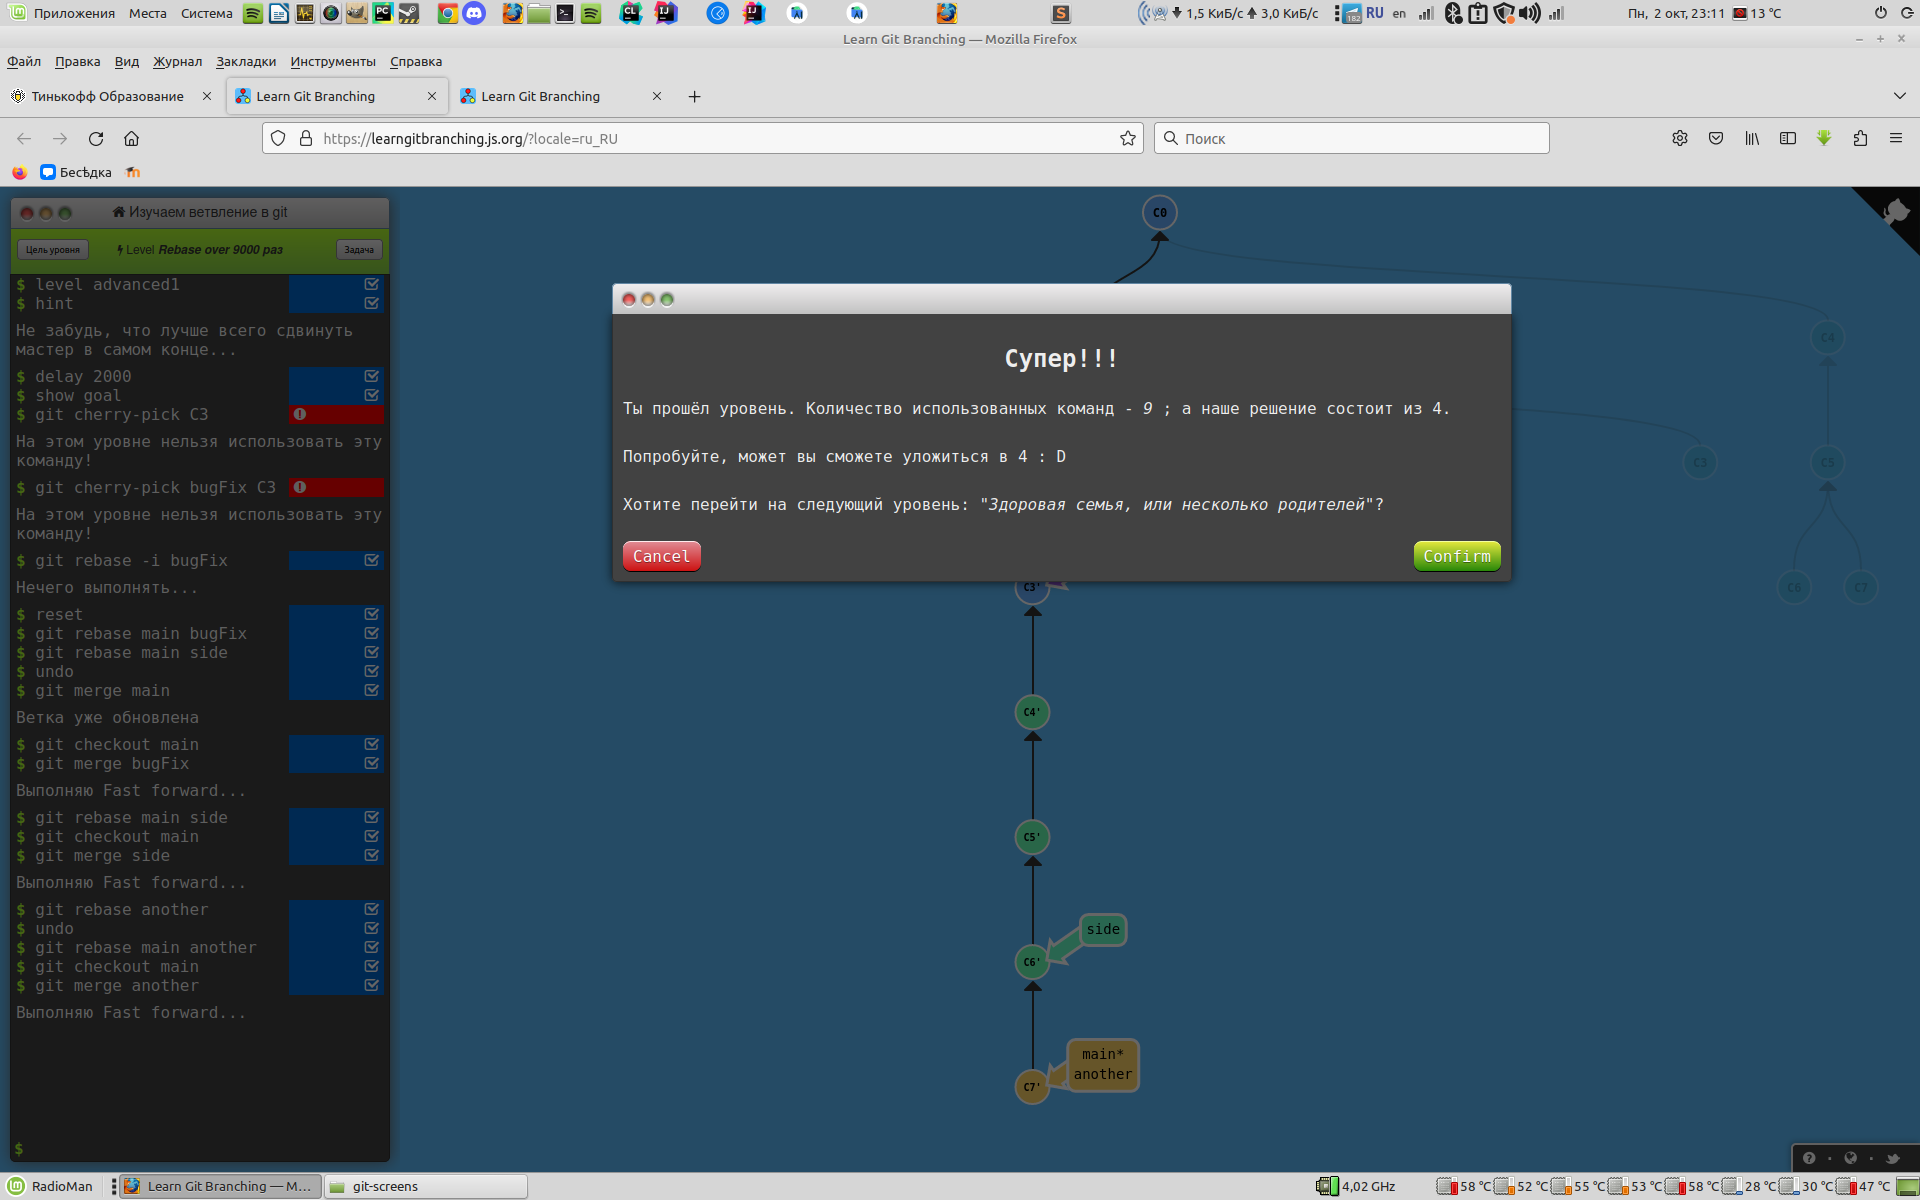 Приложения Места Система
1,5 КиБ/с 3,0 КиБ/с
182 RU en
Пн, 2 окт, 23:11 13 °C
Learn Git Branching — Mozilla Firefox
Файл Правка Вид Журнал Закладки Инструменты Справка
Тинькофф Образование
Learn Git Branching
Learn Git Branching
https://learngitbranching.js.org/?locale=ru_RU
Поиск
Бесѣдка
Изучаем ветвление в git
Цель уровня
Level Rebase over 9000 раз
Задача
$ level advanced1
$ hint
Не забудь, что лучше всего сдвинуть
мастер в самом конце...
$ delay 2000
$ show goal
$ git cherry-pick C3
На этом уровне нельзя использовать эту
команду!
$ git cherry-pick bugFix C3
На этом уровне нельзя использовать эту
команду!
$ git rebase -i bugFix
Нечего выполнять...
$ reset
$ git rebase main bugFix
$ git rebase main side
$ undo
$ git merge main
Ветка уже обновлена
$ git checkout main
$ git merge bugFix
Выполняю Fast forward...
$ git rebase main side
$ git checkout main
$ git merge side
Выполняю Fast forward...
$ git rebase another
$ undo
$ git rebase main another
$ git checkout main
$ git merge another
Выполняю Fast forward...
$
C0
C4
C3
C5
C6
C7
Супер!!!
Ты прошёл уровень. Количество использованных команд - 9 ; а наше решение состоит из 4.
Попробуйте, может вы сможете уложиться в 4 : D
Хотите перейти на следующий уровень: "Здоровая семья, или несколько родителей"?
Cancel
Confirm
C3'
C4'
C5'
side
C6'
main*
another
C7'
RadioMan
Learn Git Branching — M...
git-screens
4,02 GHz
58 °C 52 °C 55 °C 53 °C 58 °C 28 °C 30 °C 47 °C